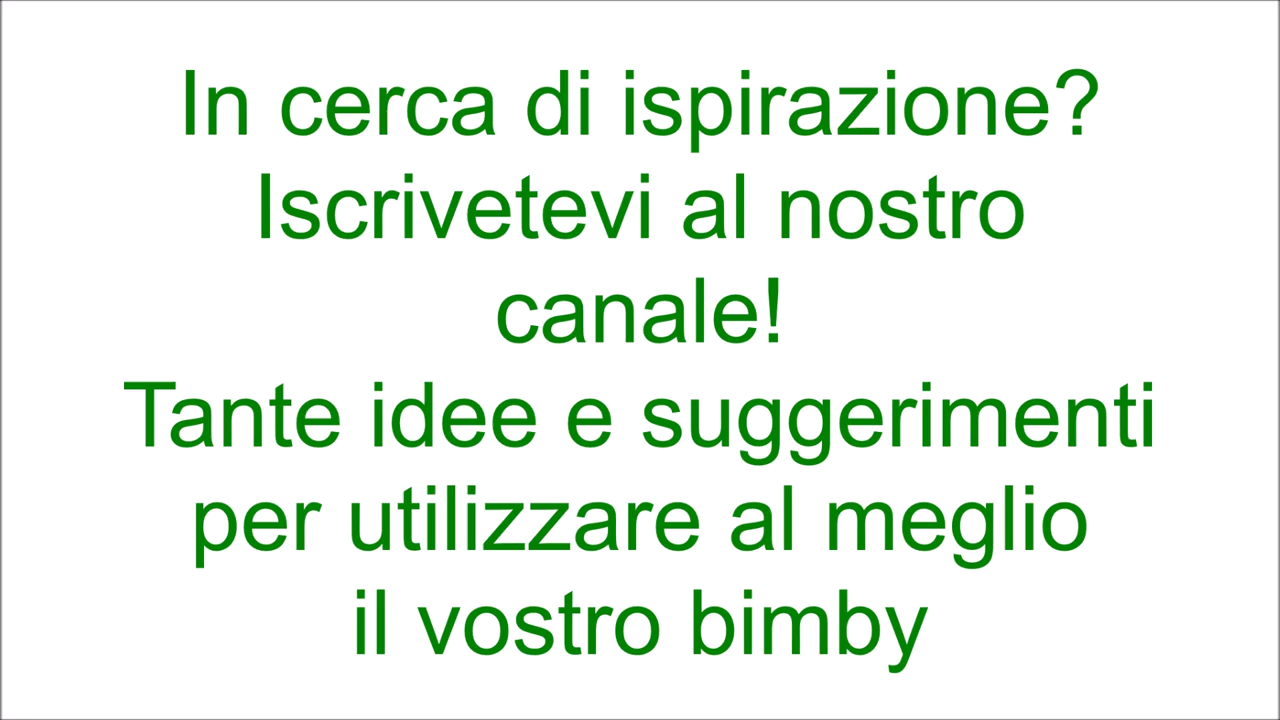 In cerca di ispirazione?
Iscrivetevi al nostro
canale!
Tante idee e suggerimenti
per utilizzare al meglio
il vostro bimby